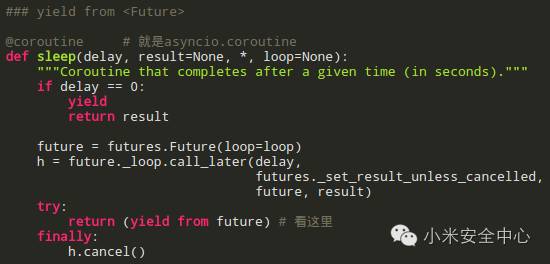 ### yield from <Future>
@coroutine     # 就是asyncio.coroutine
def sleep(delay, result=None, *, loop=None):
    """Coroutine that completes after a given time (in seconds)."""
    if delay == 0:
        yield
        return result
    future = futures.Future(loop=loop)
    h = future._loop.call_later(delay,
                                futures._set_result_unless_cancelled,
                                future, result)
    try:
        return (yield from future) # 看这里
    finally:
        h.cancel()
小米安全中心